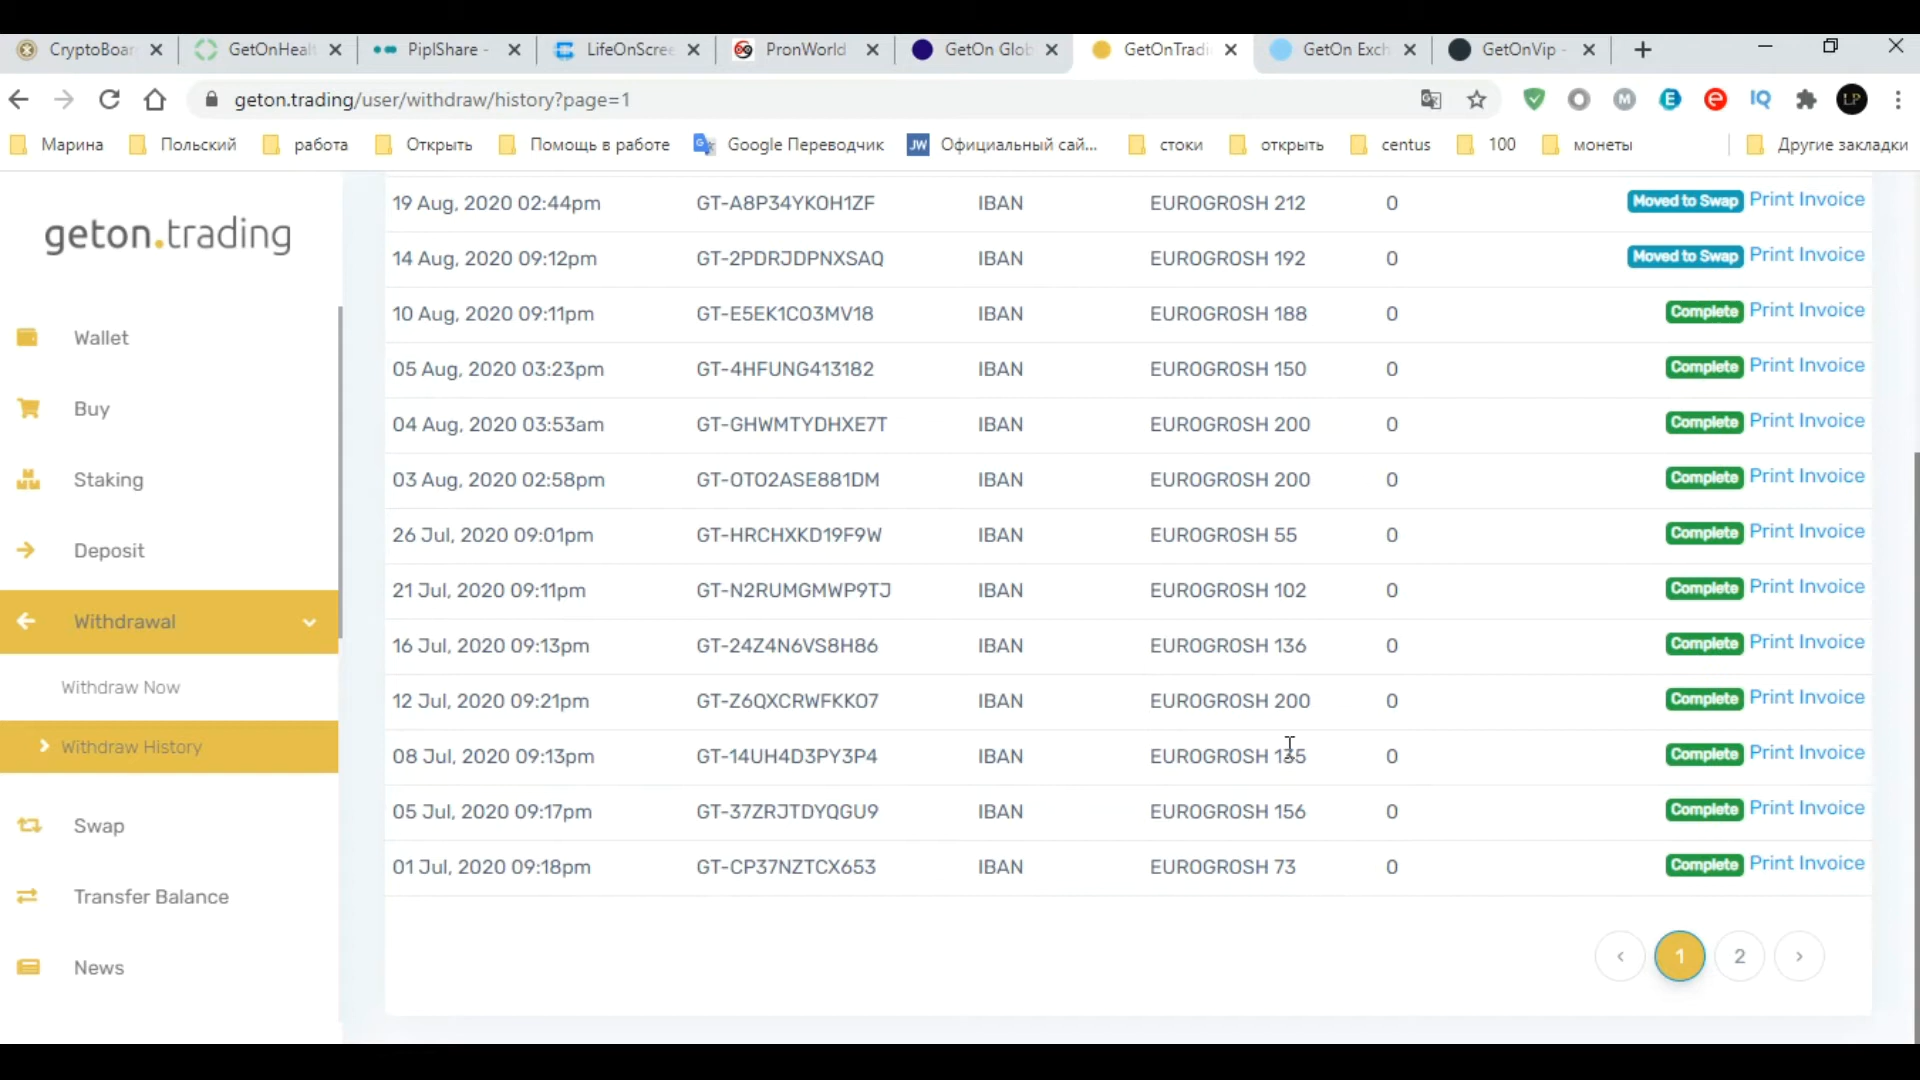 CryptoBoar GetOnHealt PiplShare - LifeOnScree PronWorld GetOn Glob GetOnTradi GetOn Exch GetOnVip -
geton.trading/user/withdraw/history?page=1
Марина Польский работа Открыть Помощь в работе Google Переводчик JW Официальный сай... стоки открыть centus 100 монеты Другие закладки
geton.trading
Wallet
Buy
Staking
Deposit
Withdrawal
Withdraw Now
Withdraw History
Swap
Transfer Balance
News
19 Aug, 2020 02:44pm GT-A8P34YKOH1ZF IBAN EUROGROSH 212 0 Moved to Swap Print Invoice
14 Aug, 2020 09:12pm GT-2PDRJDPNXSAQ IBAN EUROGROSH 192 0 Moved to Swap Print Invoice
10 Aug, 2020 09:11pm GT-E5EK1CO3MV18 IBAN EUROGROSH 188 0 Complete Print Invoice
05 Aug, 2020 03:23pm GT-4HFUNG413182 IBAN EUROGROSH 150 0 Complete Print Invoice
04 Aug, 2020 03:53am GT-GHWMTYDHXE7T IBAN EUROGROSH 200 0 Complete Print Invoice
03 Aug, 2020 02:58pm GT-OTO2ASE881DM IBAN EUROGROSH 200 0 Complete Print Invoice
26 Jul, 2020 09:01pm GT-HRCHXKD19F9W IBAN EUROGROSH 55 0 Complete Print Invoice
21 Jul, 2020 09:11pm GT-N2RUMGMWP9TJ IBAN EUROGROSH 102 0 Complete Print Invoice
16 Jul, 2020 09:13pm GT-24Z4N6VS8H86 IBAN EUROGROSH 136 0 Complete Print Invoice
12 Jul, 2020 09:21pm GT-Z6QXCRWFKKO7 IBAN EUROGROSH 200 0 Complete Print Invoice
08 Jul, 2020 09:13pm GT-14UH4D3PY3P4 IBAN EUROGROSH 135 0 Complete Print Invoice
05 Jul, 2020 09:17pm GT-37ZRJTDYQGU9 IBAN EUROGROSH 156 0 Complete Print Invoice
01 Jul, 2020 09:18pm GT-CP37NZTCX653 IBAN EUROGROSH 73 0 Complete Print Invoice
1 2